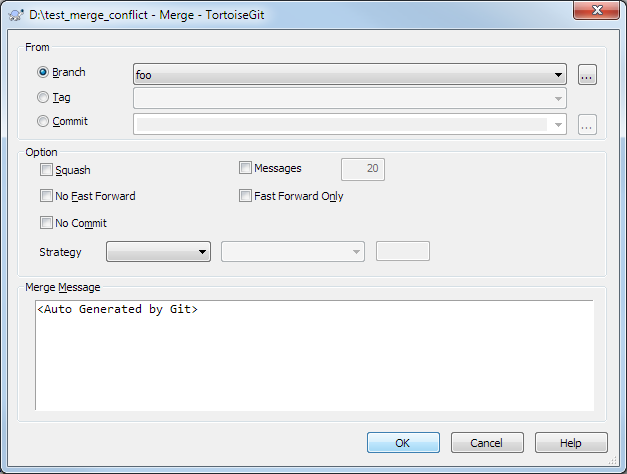 D:\test_merge_conflict - Merge - TortoiseGit
From
Branch
foo
...
Tag
Commit
...
Option
Squash
Messages
20
No Fast Forward
Fast Forward Only
No Commit
Strategy
Merge Message
<Auto Generated by Git>
OK
Cancel
Help